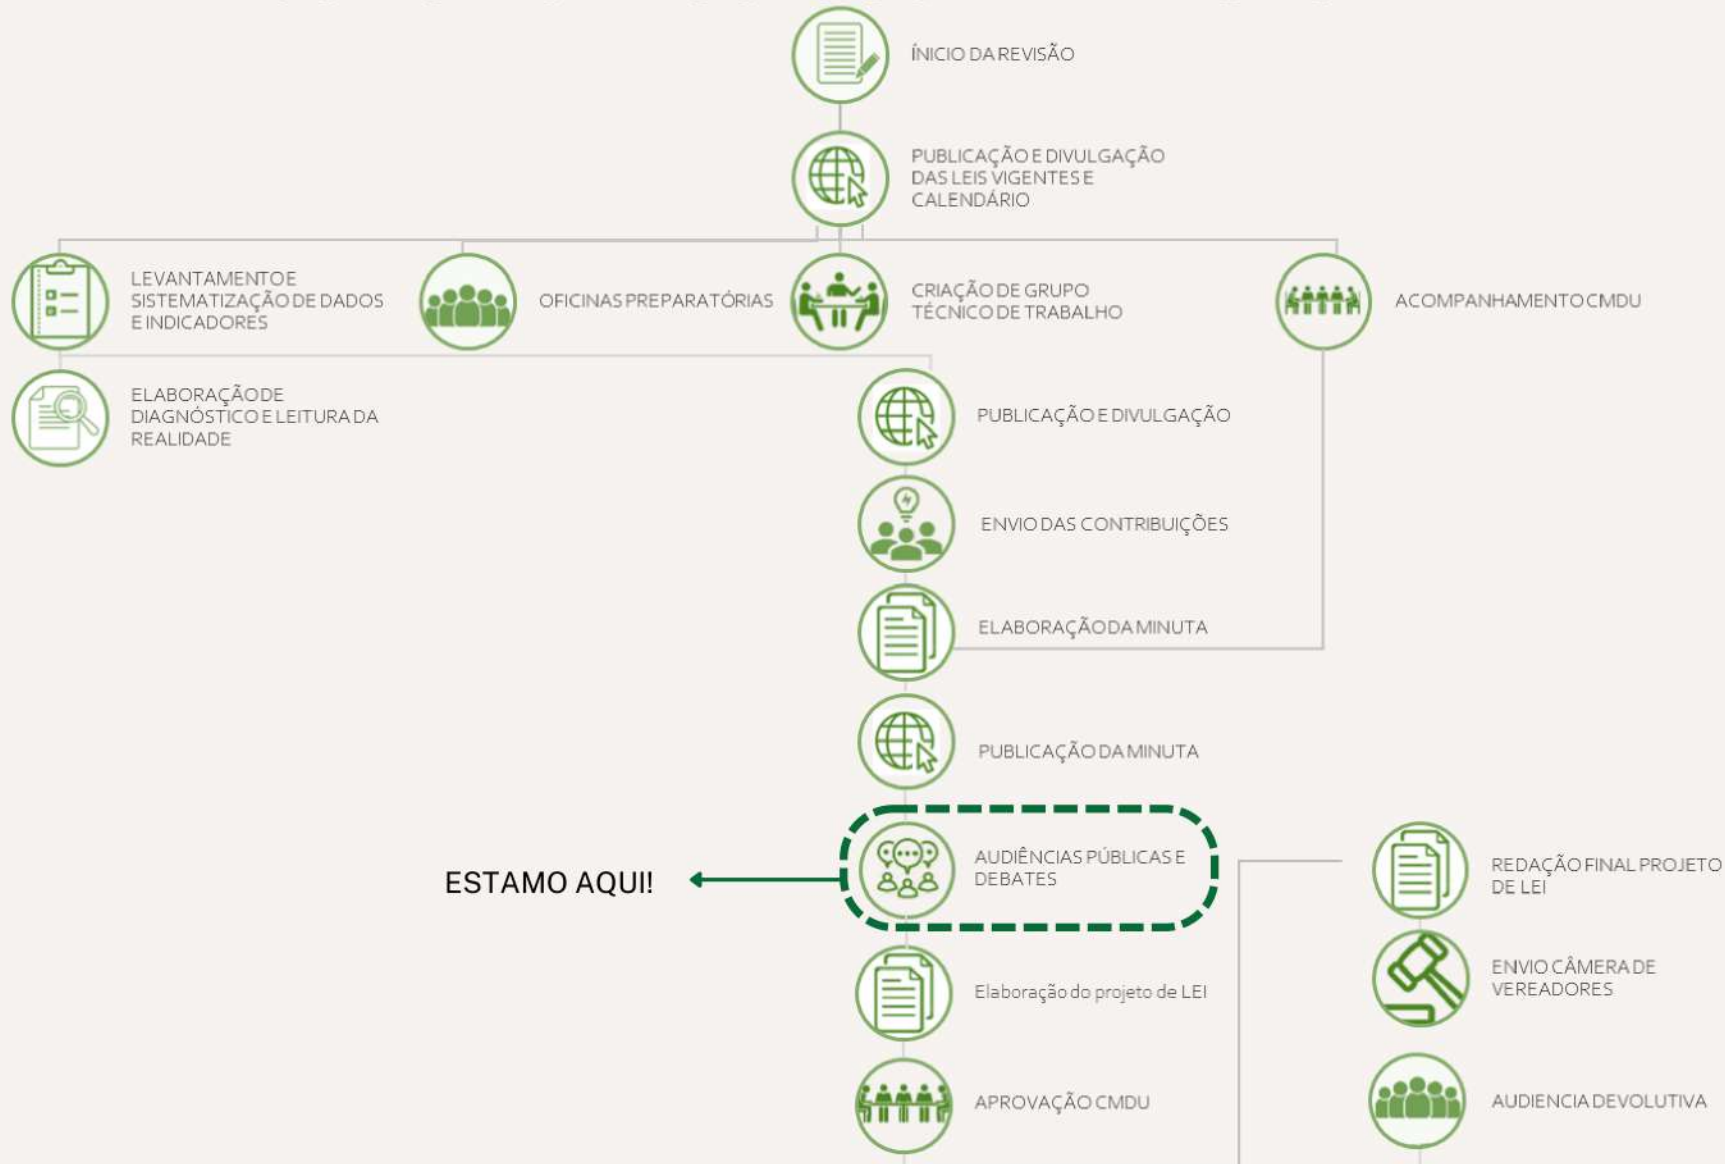 ÍNICIO DA REVISÃO
PUBLICAÇÃO E DIVULGAÇÃO
DAS LEIS VIGENTES E
CALENDÁRIO
LEVANTAMENTO E
SISTEMATIZAÇÃO DE DADOS
E INDICADORES
OFICINAS PREPARATÓRIAS
CRIAÇÃO DE GRUPO
TÉCNICO DE TRABALHO
ACOMPANHAMENTO CMDU
ELABORAÇÃO DE
DIAGNÓSTICO E LEITURA DA
REALIDADE
PUBLICAÇÃO E DIVULGAÇÃO
ENVIO DAS CONTRIBUIÇÕES
ELABORAÇÃO DA MINUTA
PUBLICAÇÃO DA MINUTA
ESTAMO AQUI!
AUDIÊNCIAS PÚBLICAS E
DEBATES
Elaboração do projeto de LEI
APROVAÇÃO CMDU
REDAÇÃO FINAL PROJETO
DE LEI
ENVIO CÂMERA DE
VEREADORES
AUDIENCIA DEVOLUTIVA